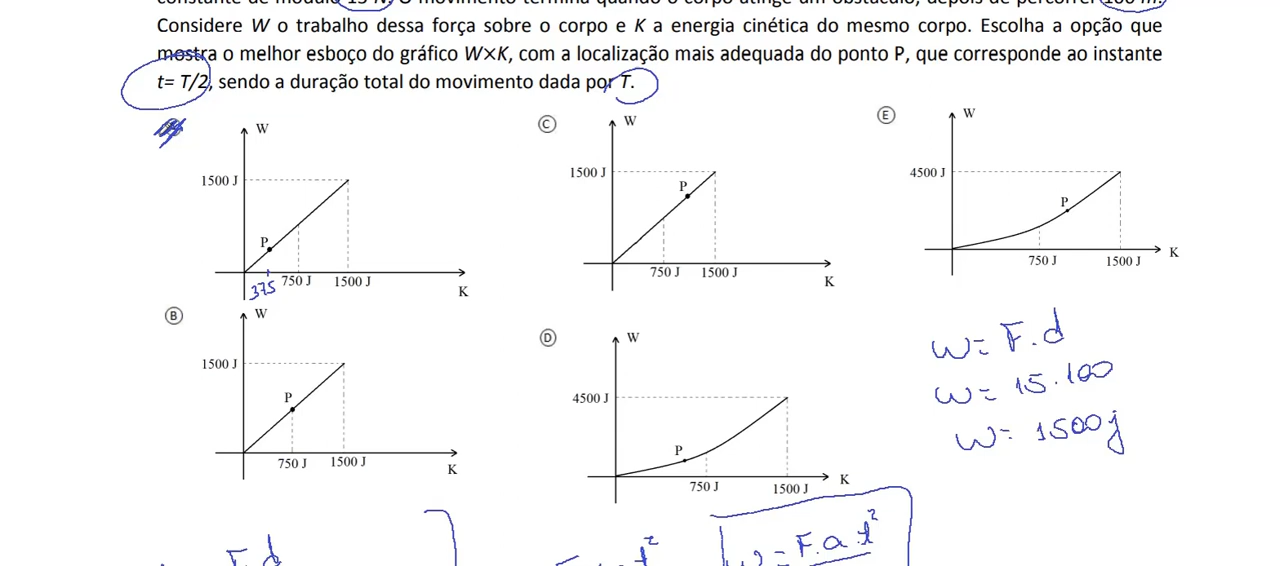 constante de módulo 15 N. O movimento termina quando o corpo atinge um obstáculo, depois de percorrer 100 m.
Considere W o trabalho dessa força sobre o corpo e K a energia cinética do mesmo corpo. Escolha a opção que
mostra o melhor esboço do gráfico W×K, com a localização mais adequada do ponto P, que corresponde ao instante
t= T/2, sendo a duração total do movimento dada por T.
W
1500 J
P
375
750 J
1500 J
K
B
W
1500 J
P
750 J
1500 J
K
C
W
1500 J
P
750 J
1500 J
K
D
W
4500 J
P
750 J
1500 J
K
E
W
4500 J
P
750 J
1500 J
K
W= F.d
W= 15.100
W= 1500j
F.d
t²
W= F.a.t²